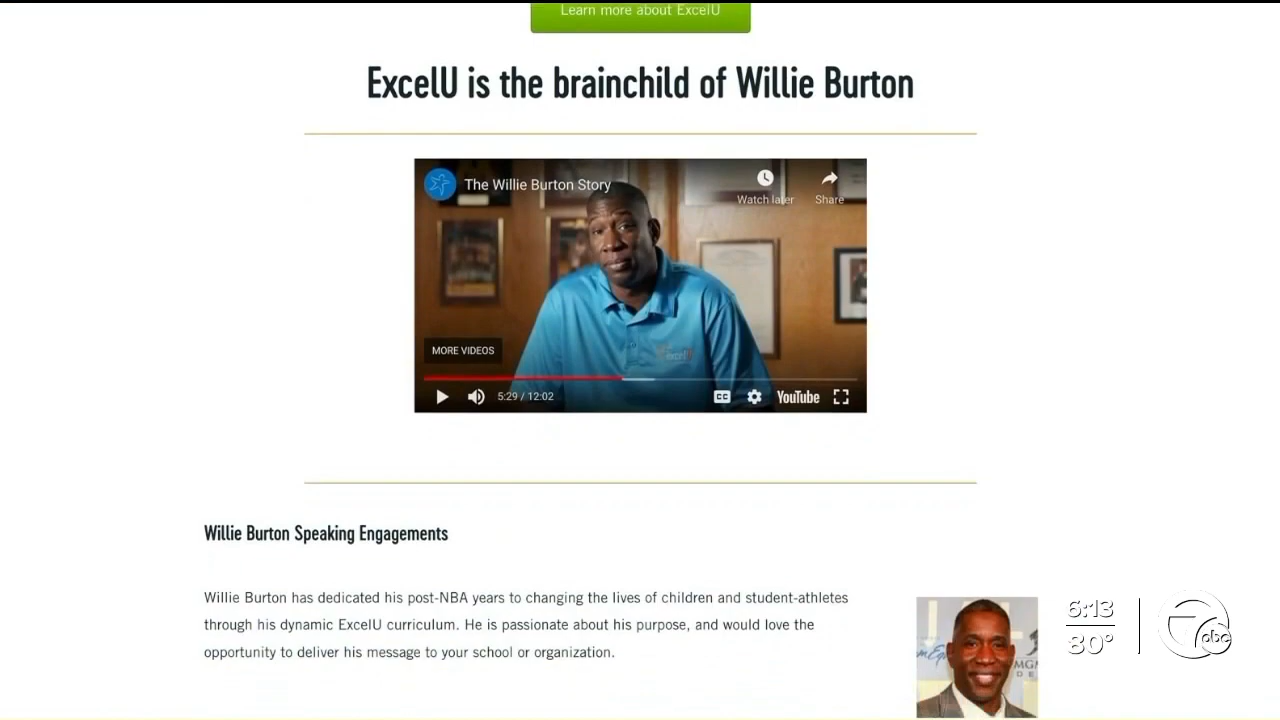 Learn more about ExcelU
ExcelU is the brainchild of Willie Burton
The Willie Burton Story
Watch later
Share
MORE VIDEOS
5:29 / 12:02
CC
YouTube
Willie Burton Speaking Engagements
Willie Burton has dedicated his post-NBA years to changing the lives of children and student-athletes
through his dynamic ExcelU curriculum. He is passionate about his purpose, and would love the
opportunity to deliver his message to your school or organization.
6:13
80°
7
abc